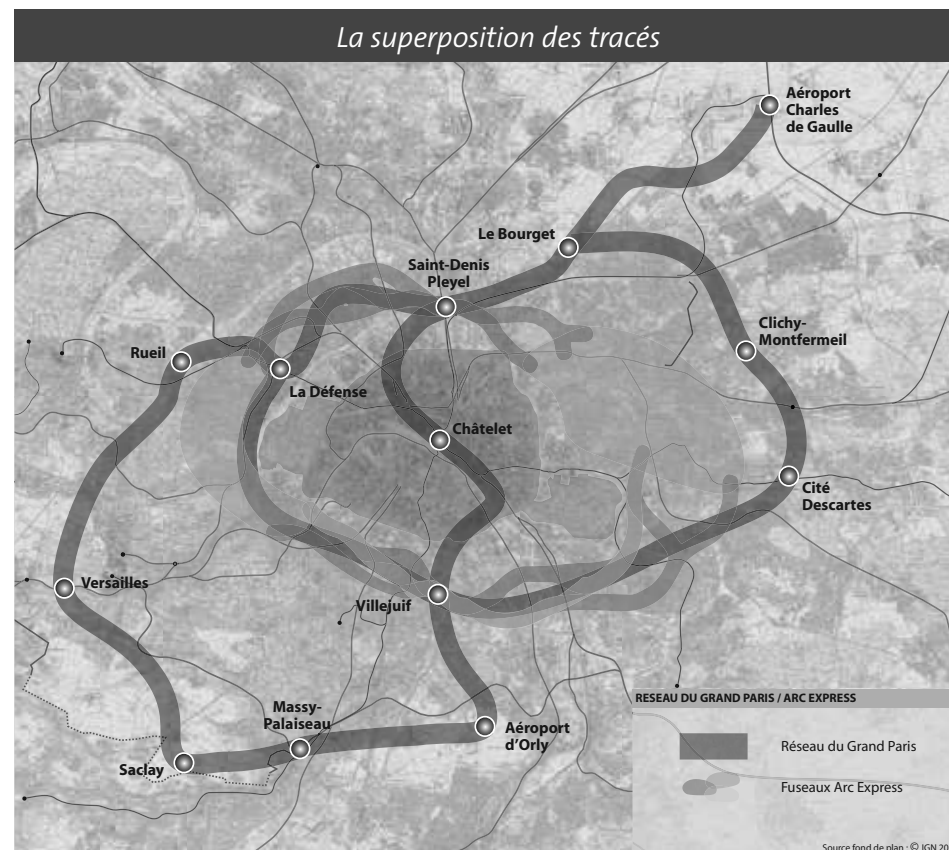 La superposition des tracés
Aéroport
Charles
de Gaulle
Le Bourget
Saint-Denis
Pleyel
Clichy-
Montfermeil
Rueil
La Défense
Châtelet
Cité
Descartes
Versailles
Villejuif
Massy-
Palaiseau
Aéroport
d'Orly
Saclay
RESEAU DU GRAND PARIS / ARC EXPRESS
Réseau du Grand Paris
Fuseaux Arc Express
Source fond de plan : © IGN 20